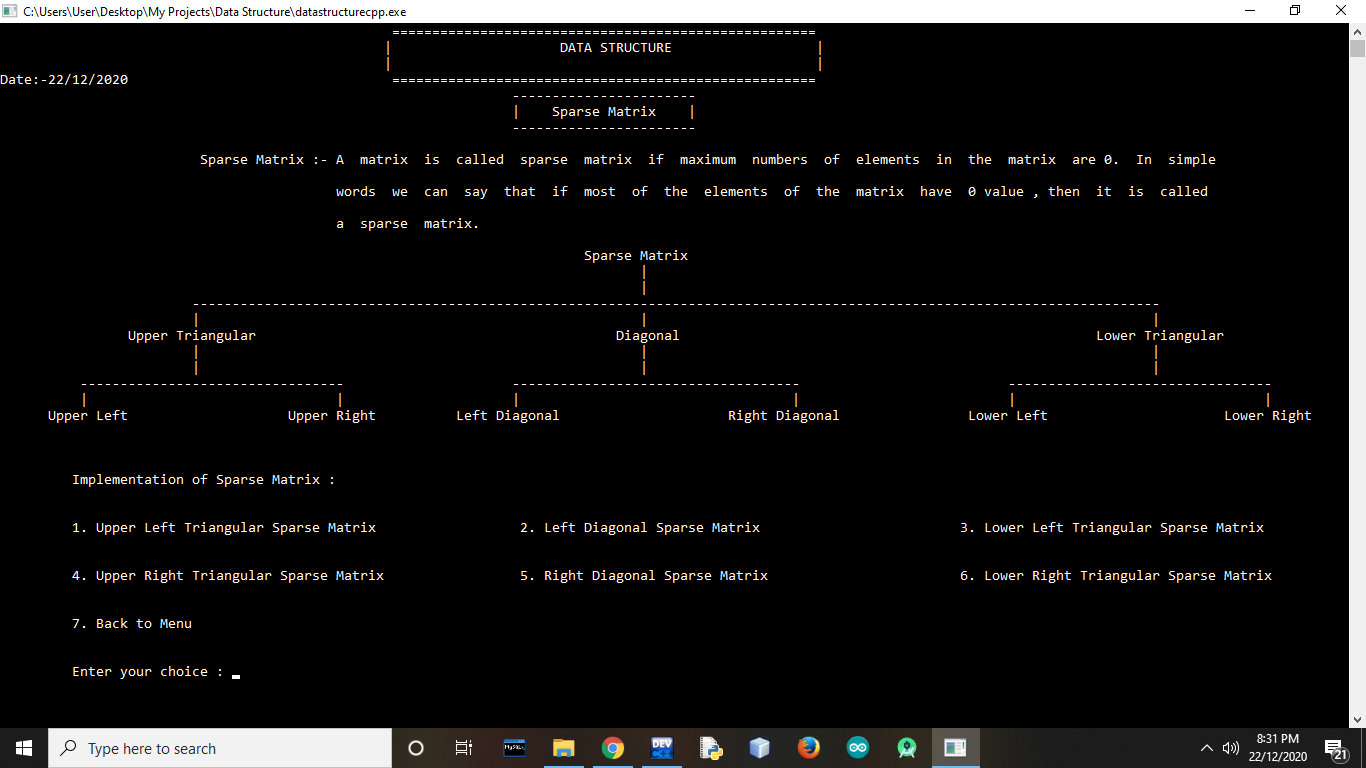 C:\Users\User\Desktop\My Projects\Data Structure\datastructurecpp.exe
DATA STRUCTURE
Date:-22/12/2020
Sparse Matrix
Sparse Matrix :- A matrix is called sparse matrix if maximum numbers of elements in the matrix are 0. In simple
words we can say that if most of the elements of the matrix have 0 value , then it is called
a sparse matrix.
Sparse Matrix
Upper Triangular Diagonal Lower Triangular
Upper Left Upper Right Left Diagonal Right Diagonal Lower Left Lower Right
Implementation of Sparse Matrix :
1. Upper Left Triangular Sparse Matrix 2. Left Diagonal Sparse Matrix 3. Lower Left Triangular Sparse Matrix
4. Upper Right Triangular Sparse Matrix 5. Right Diagonal Sparse Matrix 6. Lower Right Triangular Sparse Matrix
7. Back to Menu
Enter your choice :
Type here to search
MySQL
DEV
8:31 PM
22/12/2020
21